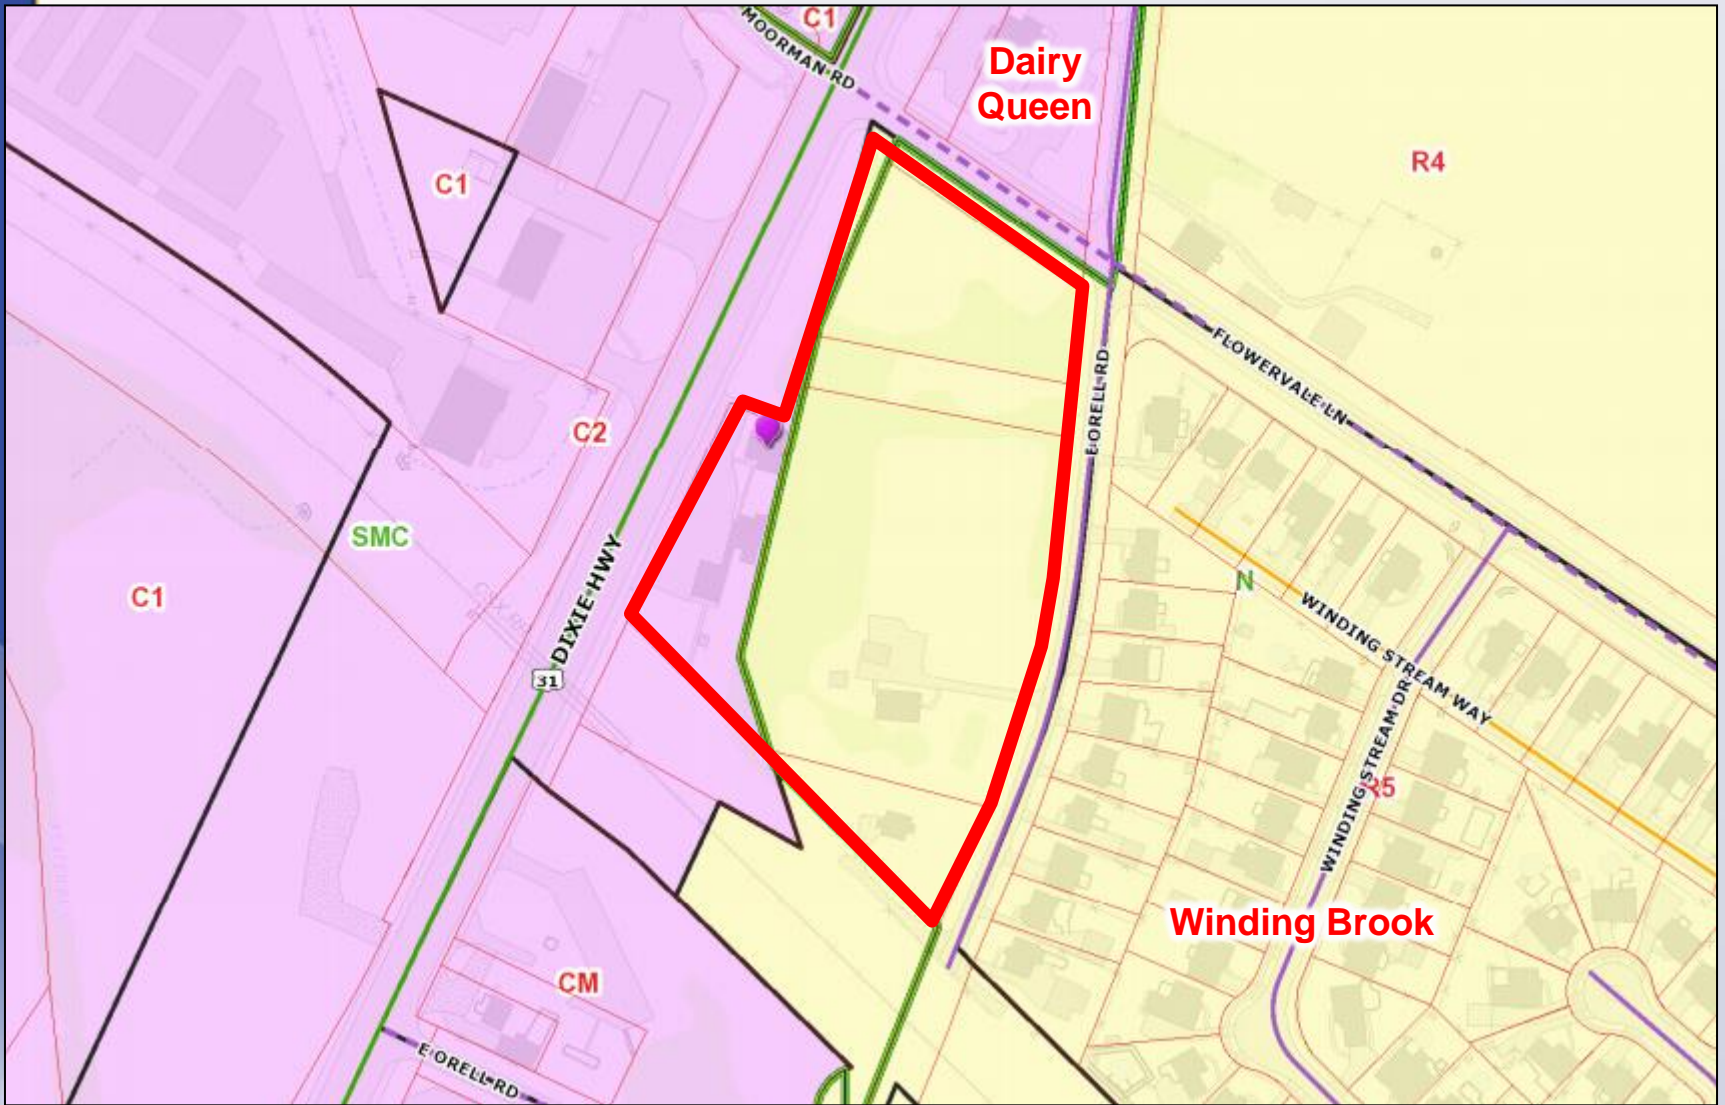 C1
MOORMAN RD
Dairy
Queen
R4
C1
FLOWERVALE LN
E ORELL RD
C2
SMC
DIXIE HWY
C1
N
WINDING STREAM WAY
31
WINDING STREAM DR
R5
Winding Brook
CM
E ORELL RD